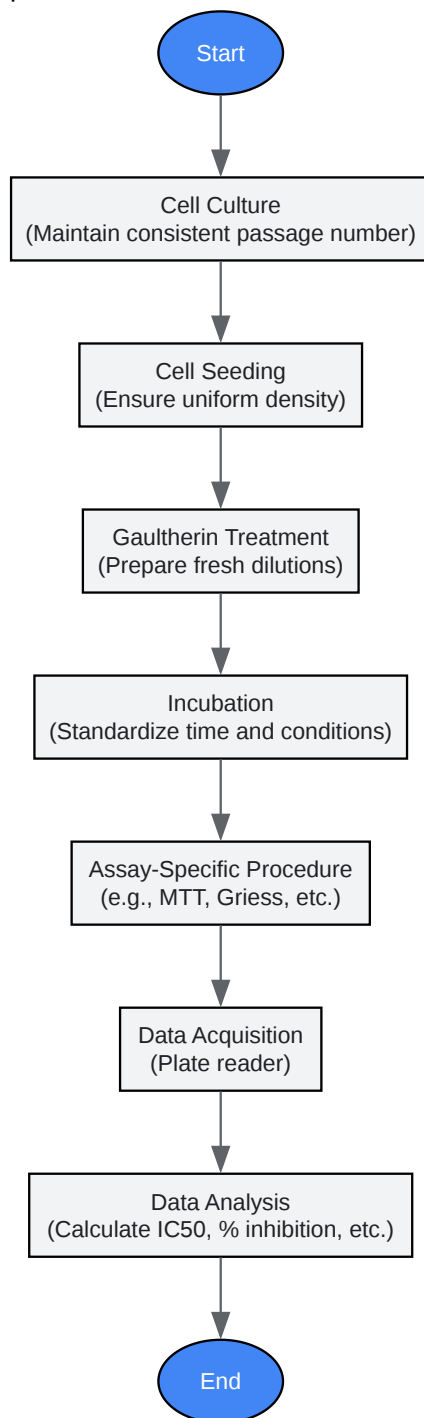 Start
Cell Culture
(Maintain consistent passage number)
Cell Seeding
(Ensure uniform density)
Gaultherin Treatment
(Prepare fresh dilutions)
Incubation
(Standardize time and conditions)
Assay-Specific Procedure
(e.g., MTT, Griess, etc.)
Data Acquisition
(Plate reader)
Data Analysis
(Calculate IC50, % inhibition, etc.)
End